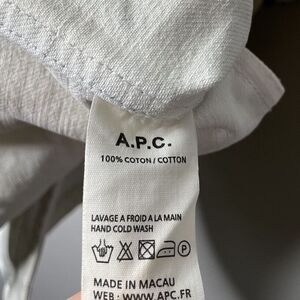 A.P.C.
100% COTON / COTTON
LAVAGE A FROID A LA MAIN
HAND COLD WASH
MADE IN MACAU
WEB : WWW.APC.FR